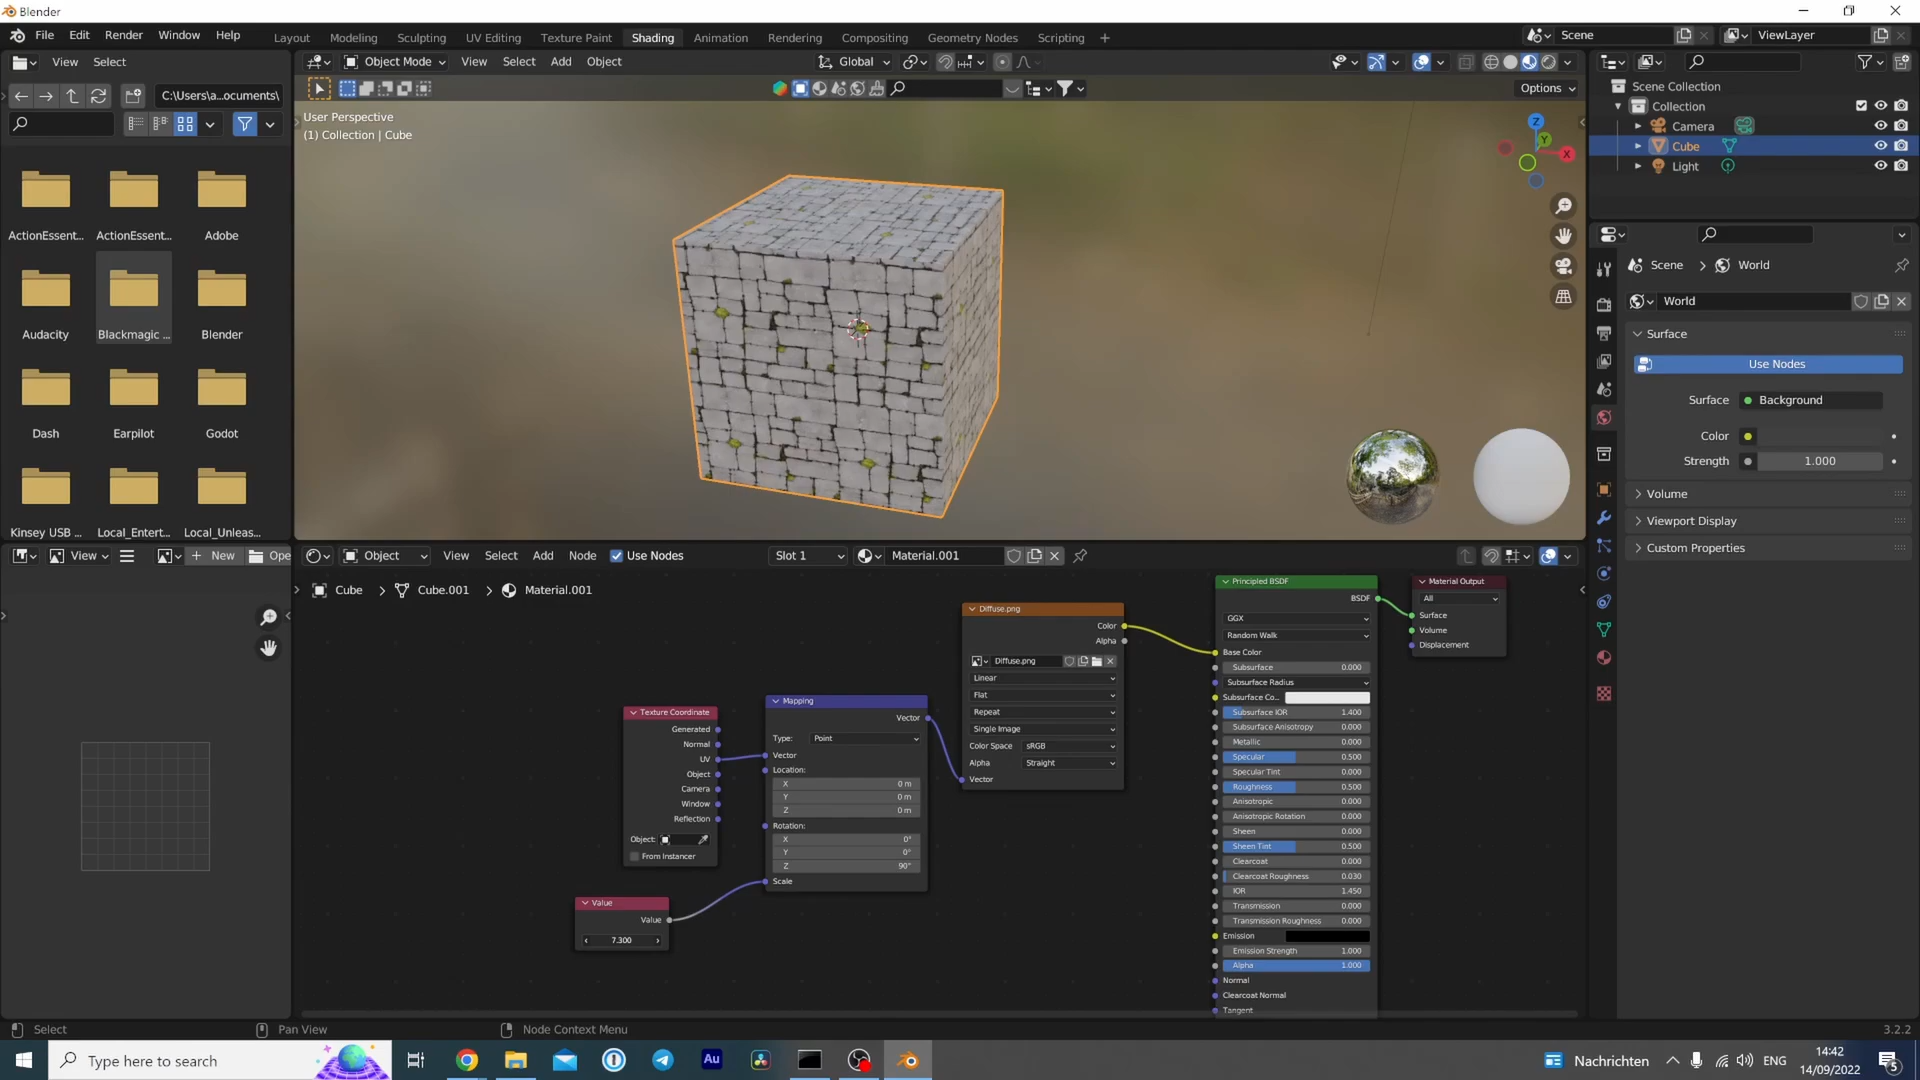 Blender
File Edit Render Window Help
Layout Modeling Sculpting UV Editing Texture Paint Shading Animation Rendering Compositing Geometry Nodes Scripting +
Scene
ViewLayer
View Select
C:\Users\a...ocuments\
ActionEssent... ActionEssent... Adobe
Audacity Blackmagic ... Blender
Dash Earpilot Godot
Kinsey USB ... Local_Entert... Local_Unleas...
Object Mode View Select Add Object
Global
Options
User Perspective
(1) Collection | Cube
Z
Y
X
Scene Collection
Collection
Camera
Cube
Light
Scene > World
World
Surface
Use Nodes
Surface Background
Color
Strength 1.000
Volume
Viewport Display
Custom Properties
View + New Ope
Object View Select Add Node Use Nodes Slot 1 Material.001
Cube > Cube.001 > Material.001
Texture Coordinate
Generated
Normal
UV
Object
Camera
Window
Reflection
Object:
From Instancer
Value
Value
7.300
Mapping
Vector
Type: Point
Vector
Location:
X 0 m
Y 0 m
Z 0 m
Rotation:
X 0°
Y 0°
Z 90°
Scale
Diffuse.png
Color
Alpha
Diffuse.png
Linear
Flat
Repeat
Single Image
Color Space sRGB
Alpha Straight
Vector
Principled BSDF
BSDF
GGX
Random Walk
Base Color
Subsurface 0.000
Subsurface Radius
Subsurface Co...
Subsurface IOR 1.400
Subsurface Anisotropy 0.000
Metallic 0.000
Specular 0.500
Specular Tint 0.000
Roughness 0.500
Anisotropic 0.000
Anisotropic Rotation 0.000
Sheen 0.000
Sheen Tint 0.500
Clearcoat 0.000
Clearcoat Roughness 0.030
IOR 1.450
Transmission 0.000
Transmission Roughness 0.000
Emission
Emission Strength 1.000
Alpha 1.000
Normal
Clearcoat Normal
Tangent
Material Output
All
Surface
Volume
Displacement
Select Pan View Node Context Menu 3.2.2
Type here to search
Au
Nachrichten
ENG
14:42
14/09/2022
5